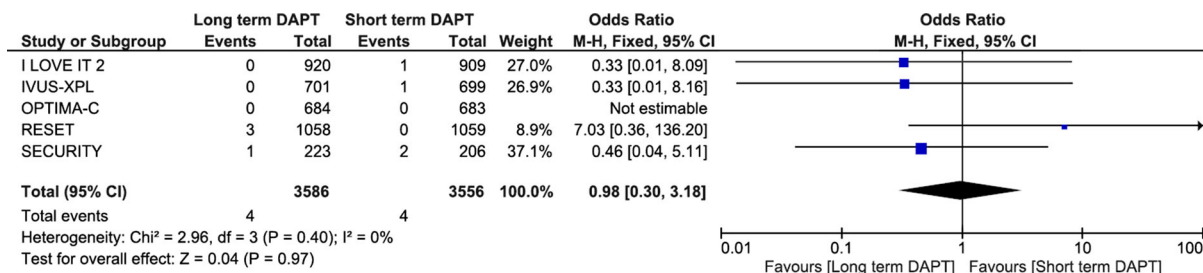 Long term DAPT Short term DAPT Odds Ratio Odds Ratio
Study or Subgroup Events Total Events Total Weight M-H, Fixed, 95% CI M-H, Fixed, 95% CI
I LOVE IT 2 0 920 1 909 27.0% 0.33 [0.01, 8.09]
IVUS-XPL 0 701 1 699 26.9% 0.33 [0.01, 8.16]
OPTIMA-C 0 684 0 683 Not estimable
RESET 3 1058 0 1059 8.9% 7.03 [0.36, 136.20]
SECURITY 1 223 2 206 37.1% 0.46 [0.04, 5.11]
Total (95% CI) 3586 3556 100.0% 0.98 [0.30, 3.18]
Total events 4 4
Heterogeneity: Chi² = 2.96, df = 3 (P = 0.40); I² = 0%
Test for overall effect: Z = 0.04 (P = 0.97)
0.01 0.1 1 10 100
Favours [Long term DAPT] Favours [Short term DAPT]